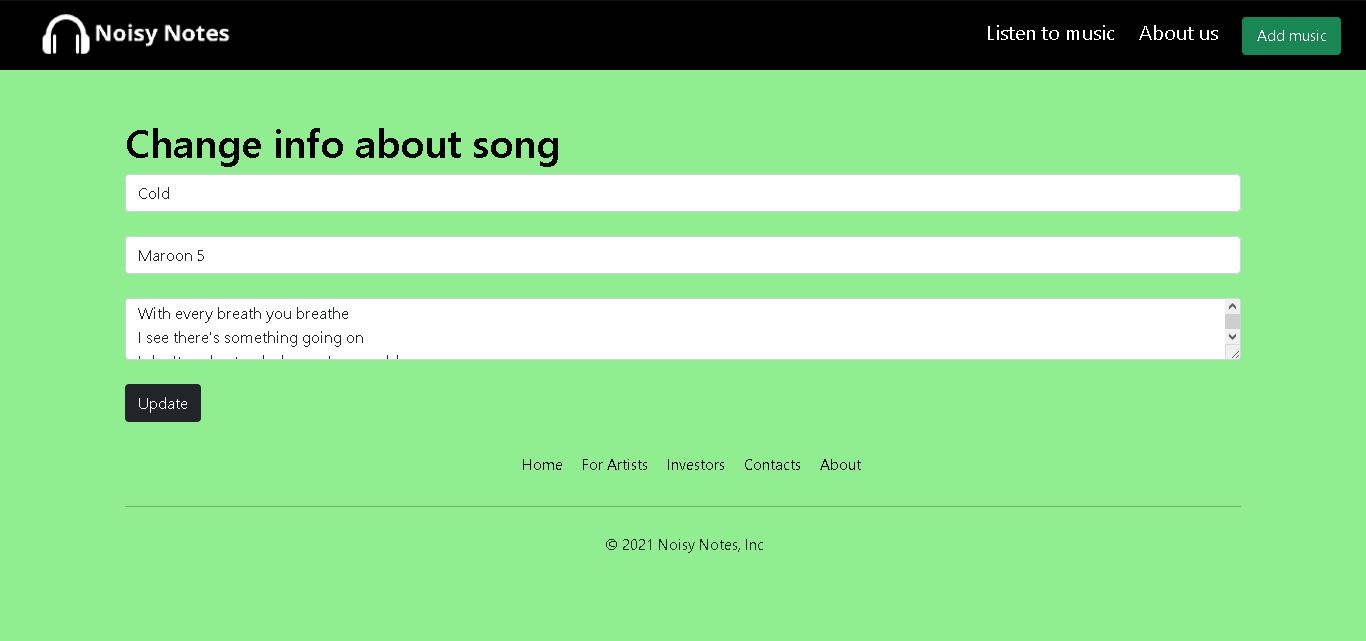 Noisy Notes
Listen to music
About us
Add music
Change info about song
Cold
Maroon 5
With every breath you breathe
I see there's something going on
Update
Home
For Artists
Investors
Contacts
About
© 2021 Noisy Notes, Inc